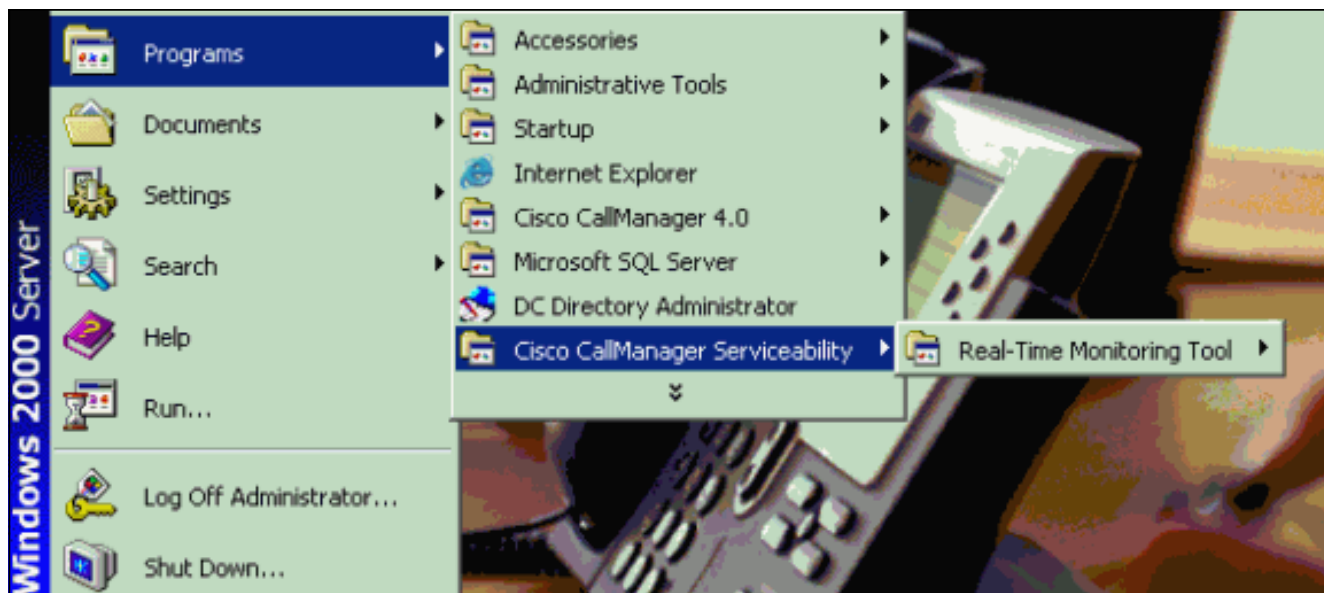 Windows 2000 Server
Programs
Documents
Settings
Search
Help
Run...
Log Off Administrator...
Shut Down...
Accessories
Administrative Tools
Startup
Internet Explorer
Cisco CallManager 4.0
Microsoft SQL Server
DC Directory Administrator
Cisco CallManager Serviceability
Real-Time Monitoring Tool